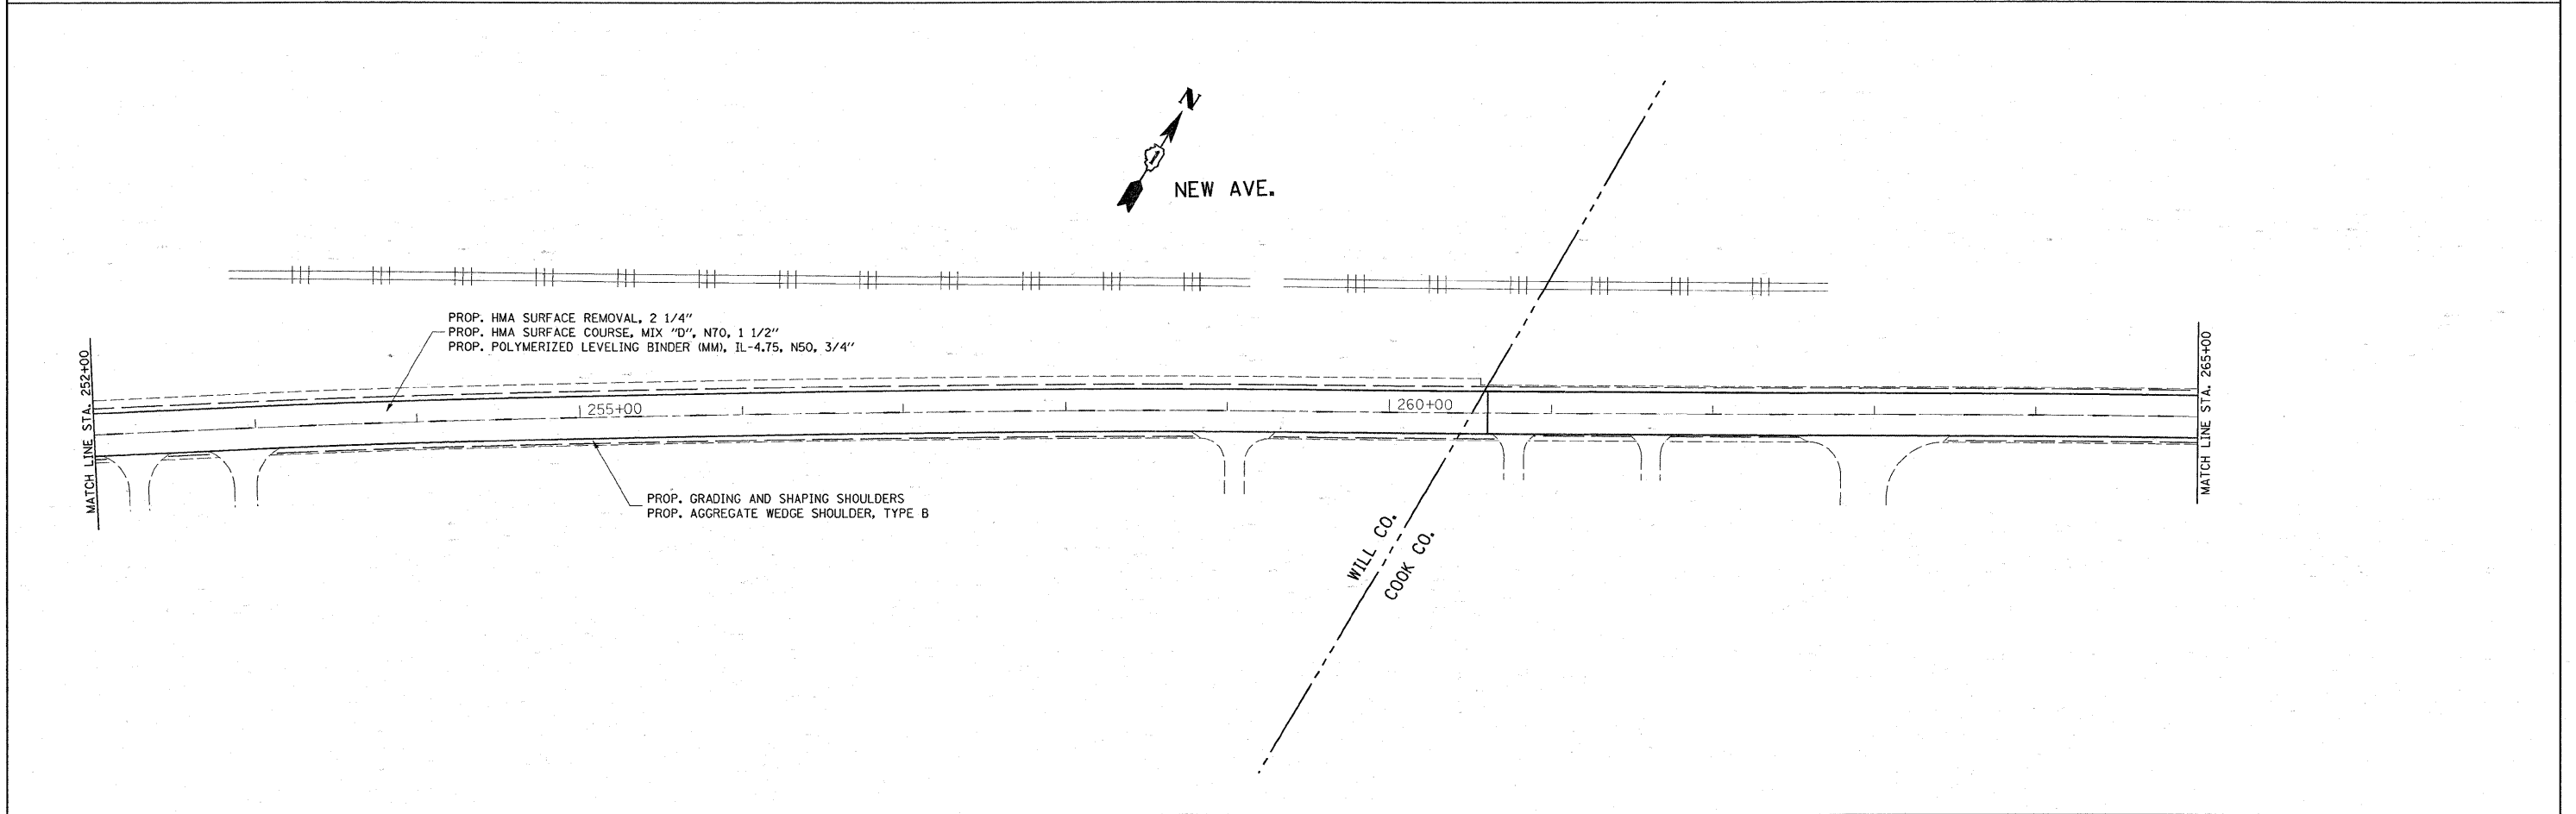 N
1
NEW AVE.
PROP. HMA SURFACE REMOVAL, 2 1/4"
PROP. HMA SURFACE COURSE, MIX "D", N70, 1 1/2"
PROP. POLYMERIZED LEVELING BINDER (MM), IL-4.75, N50, 3/4"
MATCH LINE STA. 252+00
255+00
260+00
MATCH LINE STA. 265+00
PROP. GRADING AND SHAPING SHOULDERS
PROP. AGGREGATE WEDGE SHOULDER, TYPE B
WILL CO.
COOK CO.